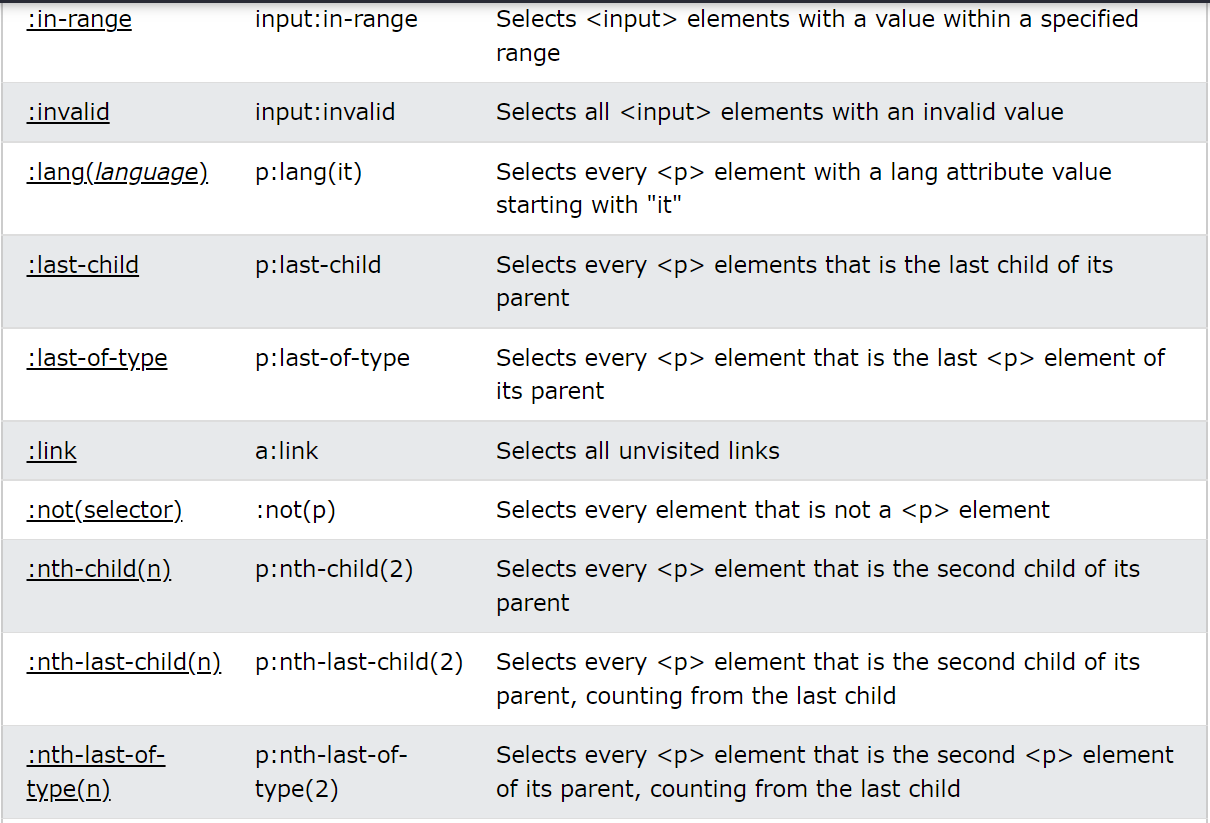 :in-range input:in-range Selects <input> elements with a value within a specified
range
:invalid input:invalid Selects all <input> elements with an invalid value
:lang(language) p:lang(it) Selects every <p> element with a lang attribute value
starting with "it"
:last-child p:last-child Selects every <p> elements that is the last child of its
parent
:last-of-type p:last-of-type Selects every <p> element that is the last <p> element of
its parent
:link a:link Selects all unvisited links
:not(selector) :not(p) Selects every element that is not a <p> element
:nth-child(n) p:nth-child(2) Selects every <p> element that is the second child of its
parent
:nth-last-child(n) p:nth-last-child(2) Selects every <p> element that is the second child of its
parent, counting from the last child
:nth-last-of- p:nth-last-of- Selects every <p> element that is the second <p> element
type(n) type(2) of its parent, counting from the last child